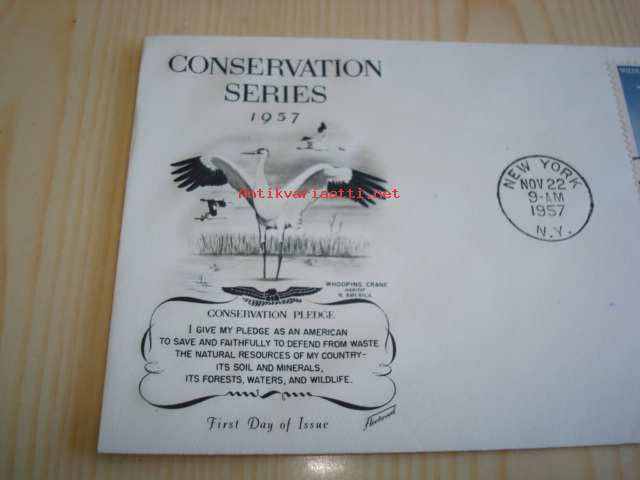 CONSERVATION
SERIES
1957
Antikvariaatti.net
WHOOPING CRANE
HABITAT
N. AMERICA
CONSERVATION PLEDGE
I GIVE MY PLEDGE AS AN AMERICAN
TO SAVE AND FAITHFULLY TO DEFEND FROM WASTE
THE NATURAL RESOURCES OF MY COUNTRY-
ITS SOIL AND MINERALS,
ITS FORESTS, WATERS, AND WILDLIFE.
First Day of Issue
Fleetwood
NEW YORK
NOV 22
9-AM
1957
N.Y.